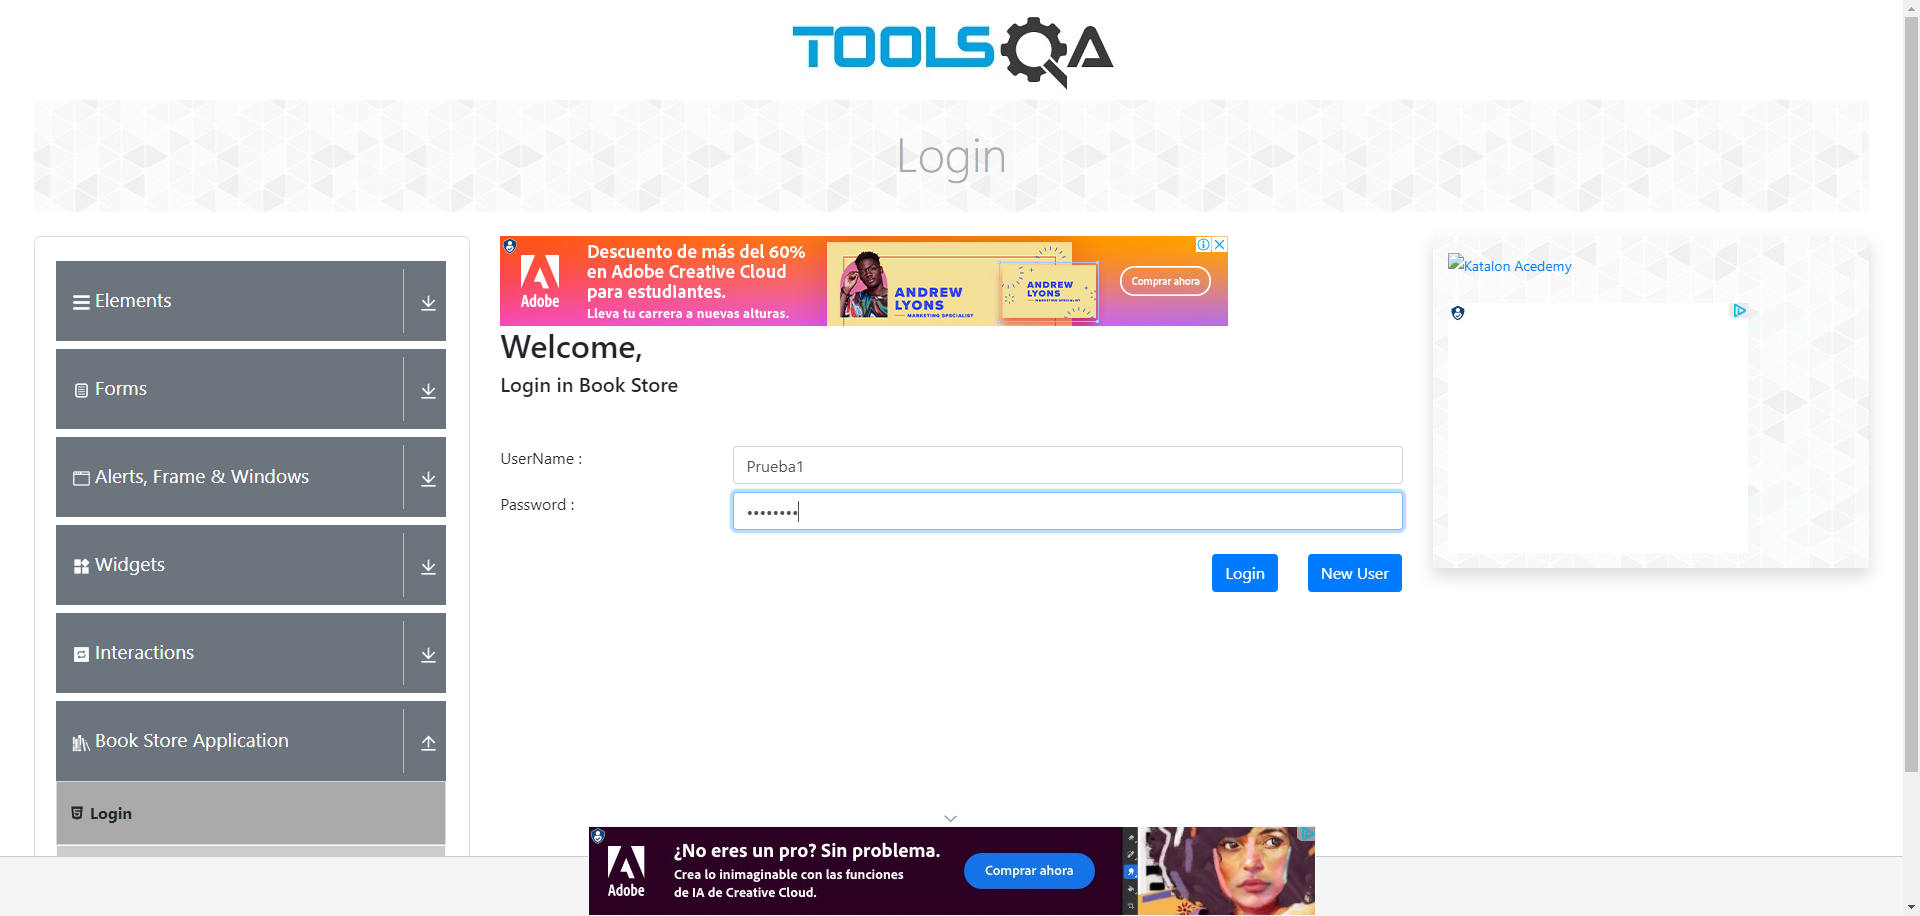 TOOLSQA
Login
Elements
Forms
Alerts, Frame & Windows
Widgets
Interactions
Book Store Application
Login
Adobe
Descuento de más del 60%
en Adobe Creative Cloud
para estudiantes.
Lleva tu carrera a nuevas alturas.
ANDREW
LYONS
MARKETING SPECIALIST
ANDREW
LYONS
MARKETING SPECIALIST
Comprar ahora
Welcome,
Login in Book Store
UserName :
Prueba1
Password :
••••••••
Login
New User
Katalon Acedemy
Adobe
¿No eres un pro? Sin problema.
Crea lo inimaginable con las funciones
de IA de Creative Cloud.
Comprar ahora